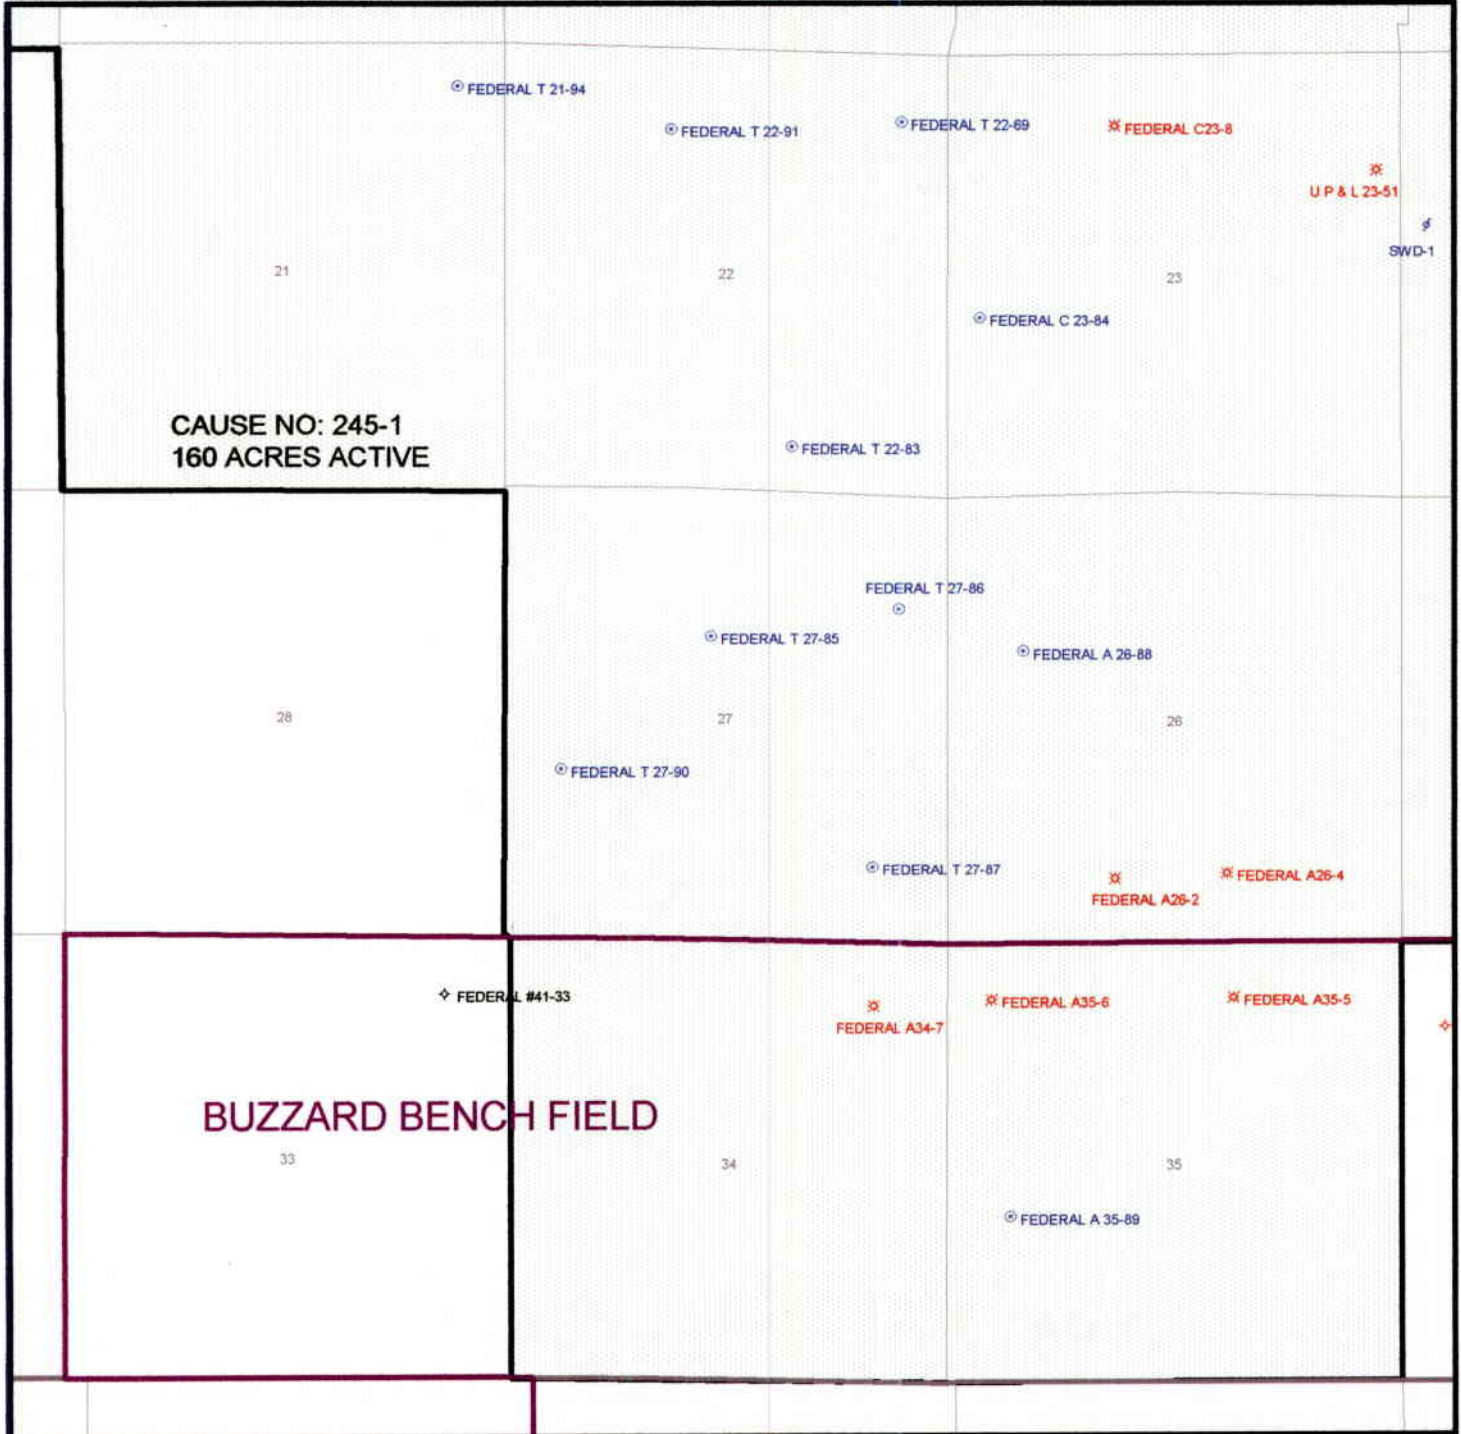 FEDERAL T 21-94
FEDERAL T 22-91
FEDERAL T 22-69
FEDERAL C23-8
U P & L 23-51
SWD-1
21
22
23
FEDERAL C 23-84
CAUSE NO: 245-1
160 ACRES ACTIVE
FEDERAL T 22-83
FEDERAL T 27-86
FEDERAL T 27-85
FEDERAL A 26-88
28
27
26
FEDERAL T 27-90
FEDERAL T 27-87
FEDERAL A26-2
FEDERAL A26-4
FEDERAL #41-33
FEDERAL A34-7
FEDERAL A35-6
FEDERAL A35-5
BUZZARD BENCH FIELD
33
34
35
FEDERAL A 35-89